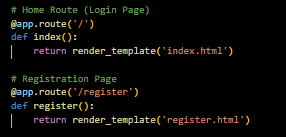 # Home Route (Login Page)
@app.route('/')
def index():
    return render_template('index.html')

# Registration Page
@app.route('/register')
def register():
    return render_template('register.html')